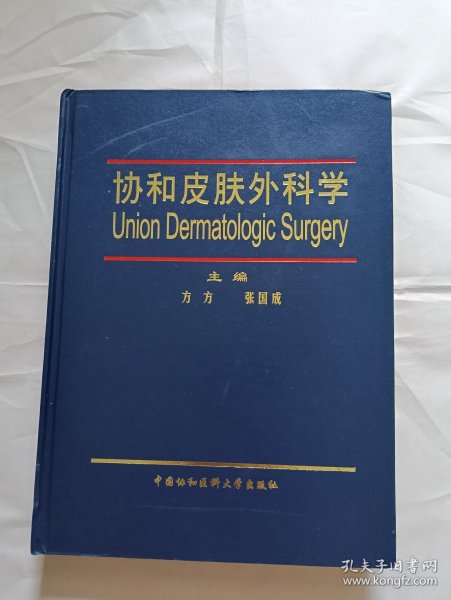 协和皮肤外科学
Union Dermatologic Surgery
主编
方方 张国成
中国协和医科大学出版社
孔夫子旧书网
www.kongfz.com